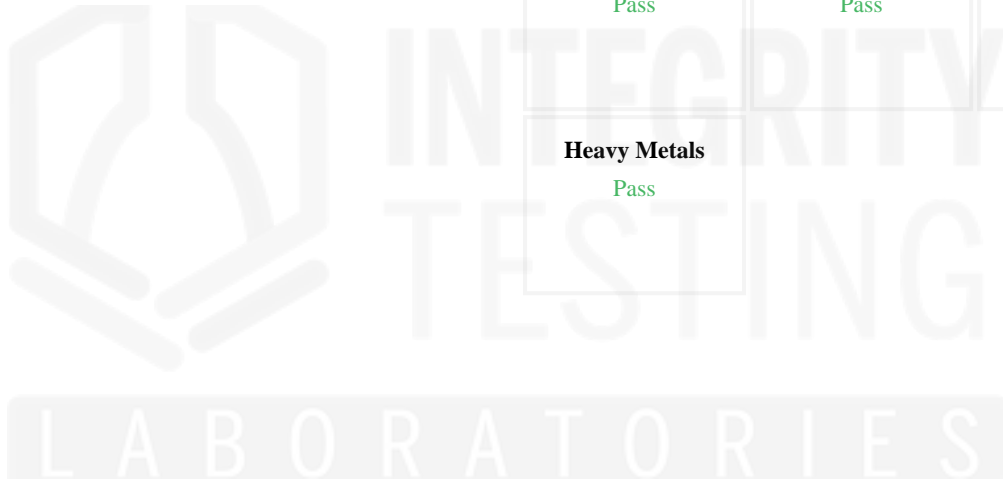 Pass Pass
INTEGRITY
Heavy Metals
Pass
TESTING
LABORATORIES